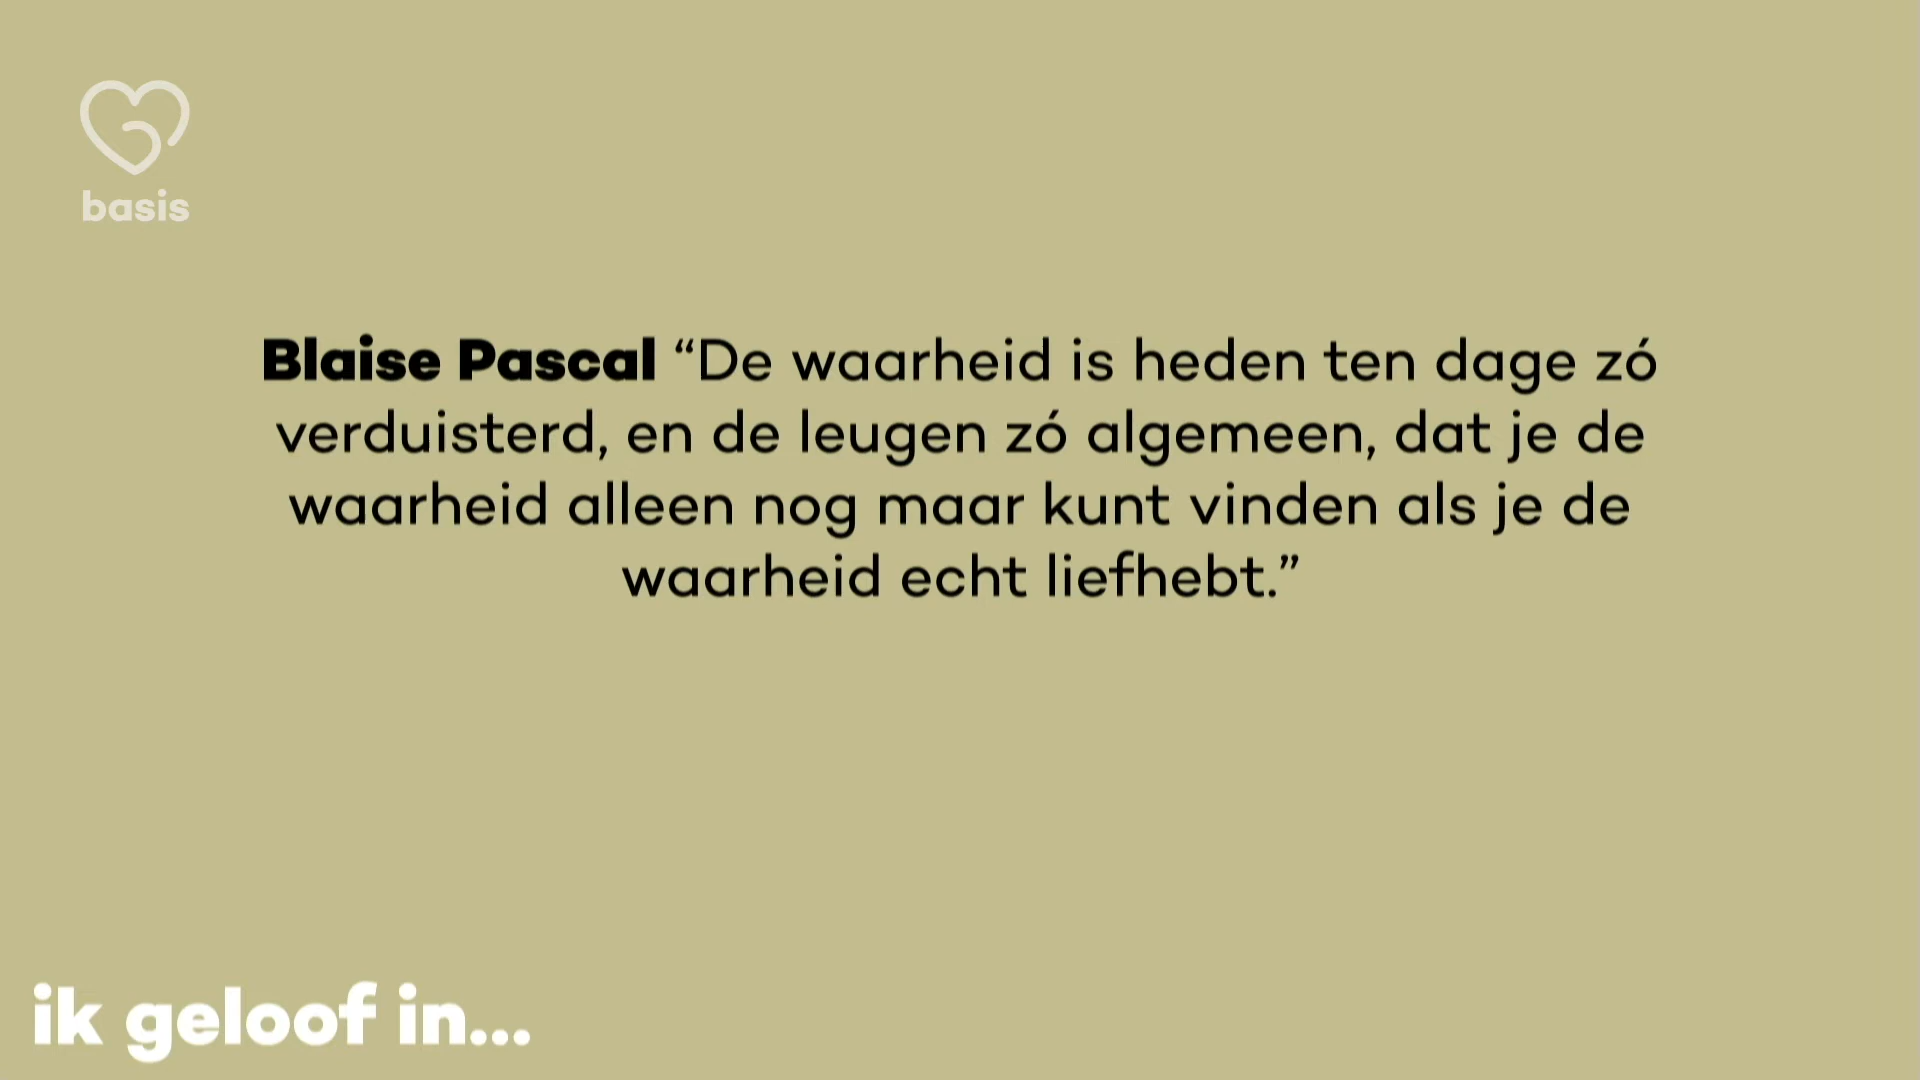 basis
Blaise Pascal “De waarheid is heden ten dage zó
verduisterd, en de leugen zó algemeen, dat je de
waarheid alleen nog maar kunt vinden als je de
waarheid echt liefhebt.”
ik geloof in...